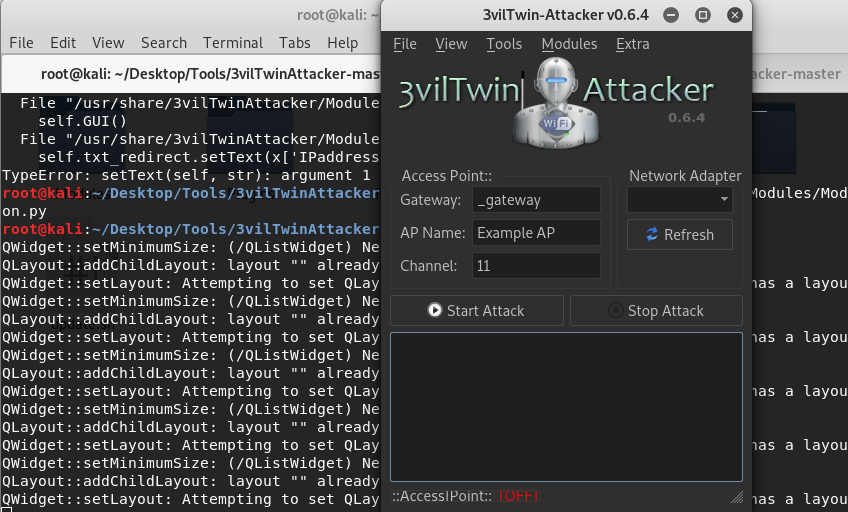 root@kali: ~
File Edit View Search Terminal Tabs Help
root@kali: ~/Desktop/Tools/3vilTwinAttacker-mas
acker-master
File "/usr/share/3vilTwinAttacker/Module
self.GUI()
File "/usr/share/3vilTwinAttacker/Module
self.txt_redirect.setText(x['IPaddress
TypeError: setText(self, str): argument 1
root@kali:~/Desktop/Tools/3vilTwinAttacker
Modules/Mod
on.py
root@kali:~/Desktop/Tools/3vilTwinAttacker
QWidget::setMinimumSize: (/QListWidget) Ne
QLayout::addChildLayout: layout "" already
QWidget::setLayout: Attempting to set QLay
has a layou
QWidget::setMinimumSize: (/QListWidget) Ne
QLayout::addChildLayout: layout "" already
QWidget::setLayout: Attempting to set QLay
has a layou
QWidget::setMinimumSize: (/QListWidget) Ne
QLayout::addChildLayout: layout "" already
QWidget::setLayout: Attempting to set QLay
has a layou
QWidget::setMinimumSize: (/QListWidget) Ne
QLayout::addChildLayout: layout "" already
QWidget::setLayout: Attempting to set QLay
has a layou
QWidget::setMinimumSize: (/QListWidget) Ne
QLayout::addChildLayout: layout "" already
QWidget::setLayout: Attempting to set QLay
has a layou
update.sh
3vilTwin-Attacker v0.6.4
File View Tools Modules Extra
3vilTwin Attacker
WiFi
0.6.4
Access Point::
Gateway: _gateway
AP Name: Example AP
Channel: 11
Network Adapter
Refresh
Start Attack
Stop Attack
::Access|Point:: [OFF]